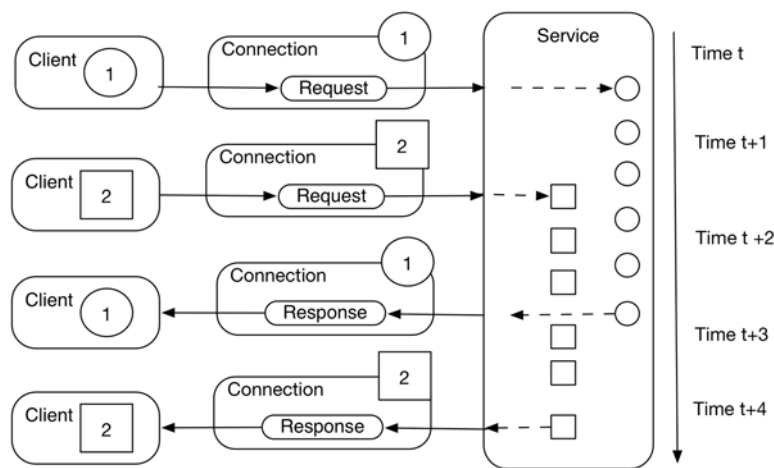 Client
1
Connection
1
Request
Service
Time t
Client
2
Connection
2
Request
Time t+1
Client
1
Connection
1
Response
Time t +2
Client
2
Connection
2
Response
Time t+3
Time t+4